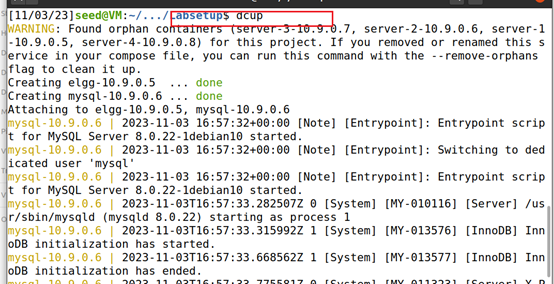 [11/03/23]seed@VM:~/.../Labsetup$ dcup
WARNING: Found orphan containers (server-3-10.9.0.7, server-2-10.9.0.6, server-1
-10.9.0.5, server-4-10.9.0.8) for this project. If you removed or renamed this s
ervice in your compose file, you can run this command with the --remove-orphans
flag to clean it up.
Creating elgg-10.9.0.5  ... done
Creating mysql-10.9.0.6 ... done
Attaching to elgg-10.9.0.5, mysql-10.9.0.6
mysql-10.9.0.6 | 2023-11-03 16:57:32+00:00 [Note] [Entrypoint]: Entrypoint scrip
t for MySQL Server 8.0.22-1debian10 started.
mysql-10.9.0.6 | 2023-11-03 16:57:32+00:00 [Note] [Entrypoint]: Switching to ded
icated user 'mysql'
mysql-10.9.0.6 | 2023-11-03 16:57:32+00:00 [Note] [Entrypoint]: Entrypoint scrip
t for MySQL Server 8.0.22-1debian10 started.
mysql-10.9.0.6 | 2023-11-03T16:57:33.282507Z 0 [System] [MY-010116] [Server] /us
r/sbin/mysqld (mysqld 8.0.22) starting as process 1
mysql-10.9.0.6 | 2023-11-03T16:57:33.315992Z 1 [System] [MY-013576] [InnoDB] Inn
oDB initialization has started.
mysql-10.9.0.6 | 2023-11-03T16:57:33.668562Z 1 [System] [MY-013577] [InnoDB] Inn
oDB initialization has ended.
mysql-10.9.0.6 | 2023-11-03T16:57:33.775581Z 0 [System] [MY-011323] [Server] X P